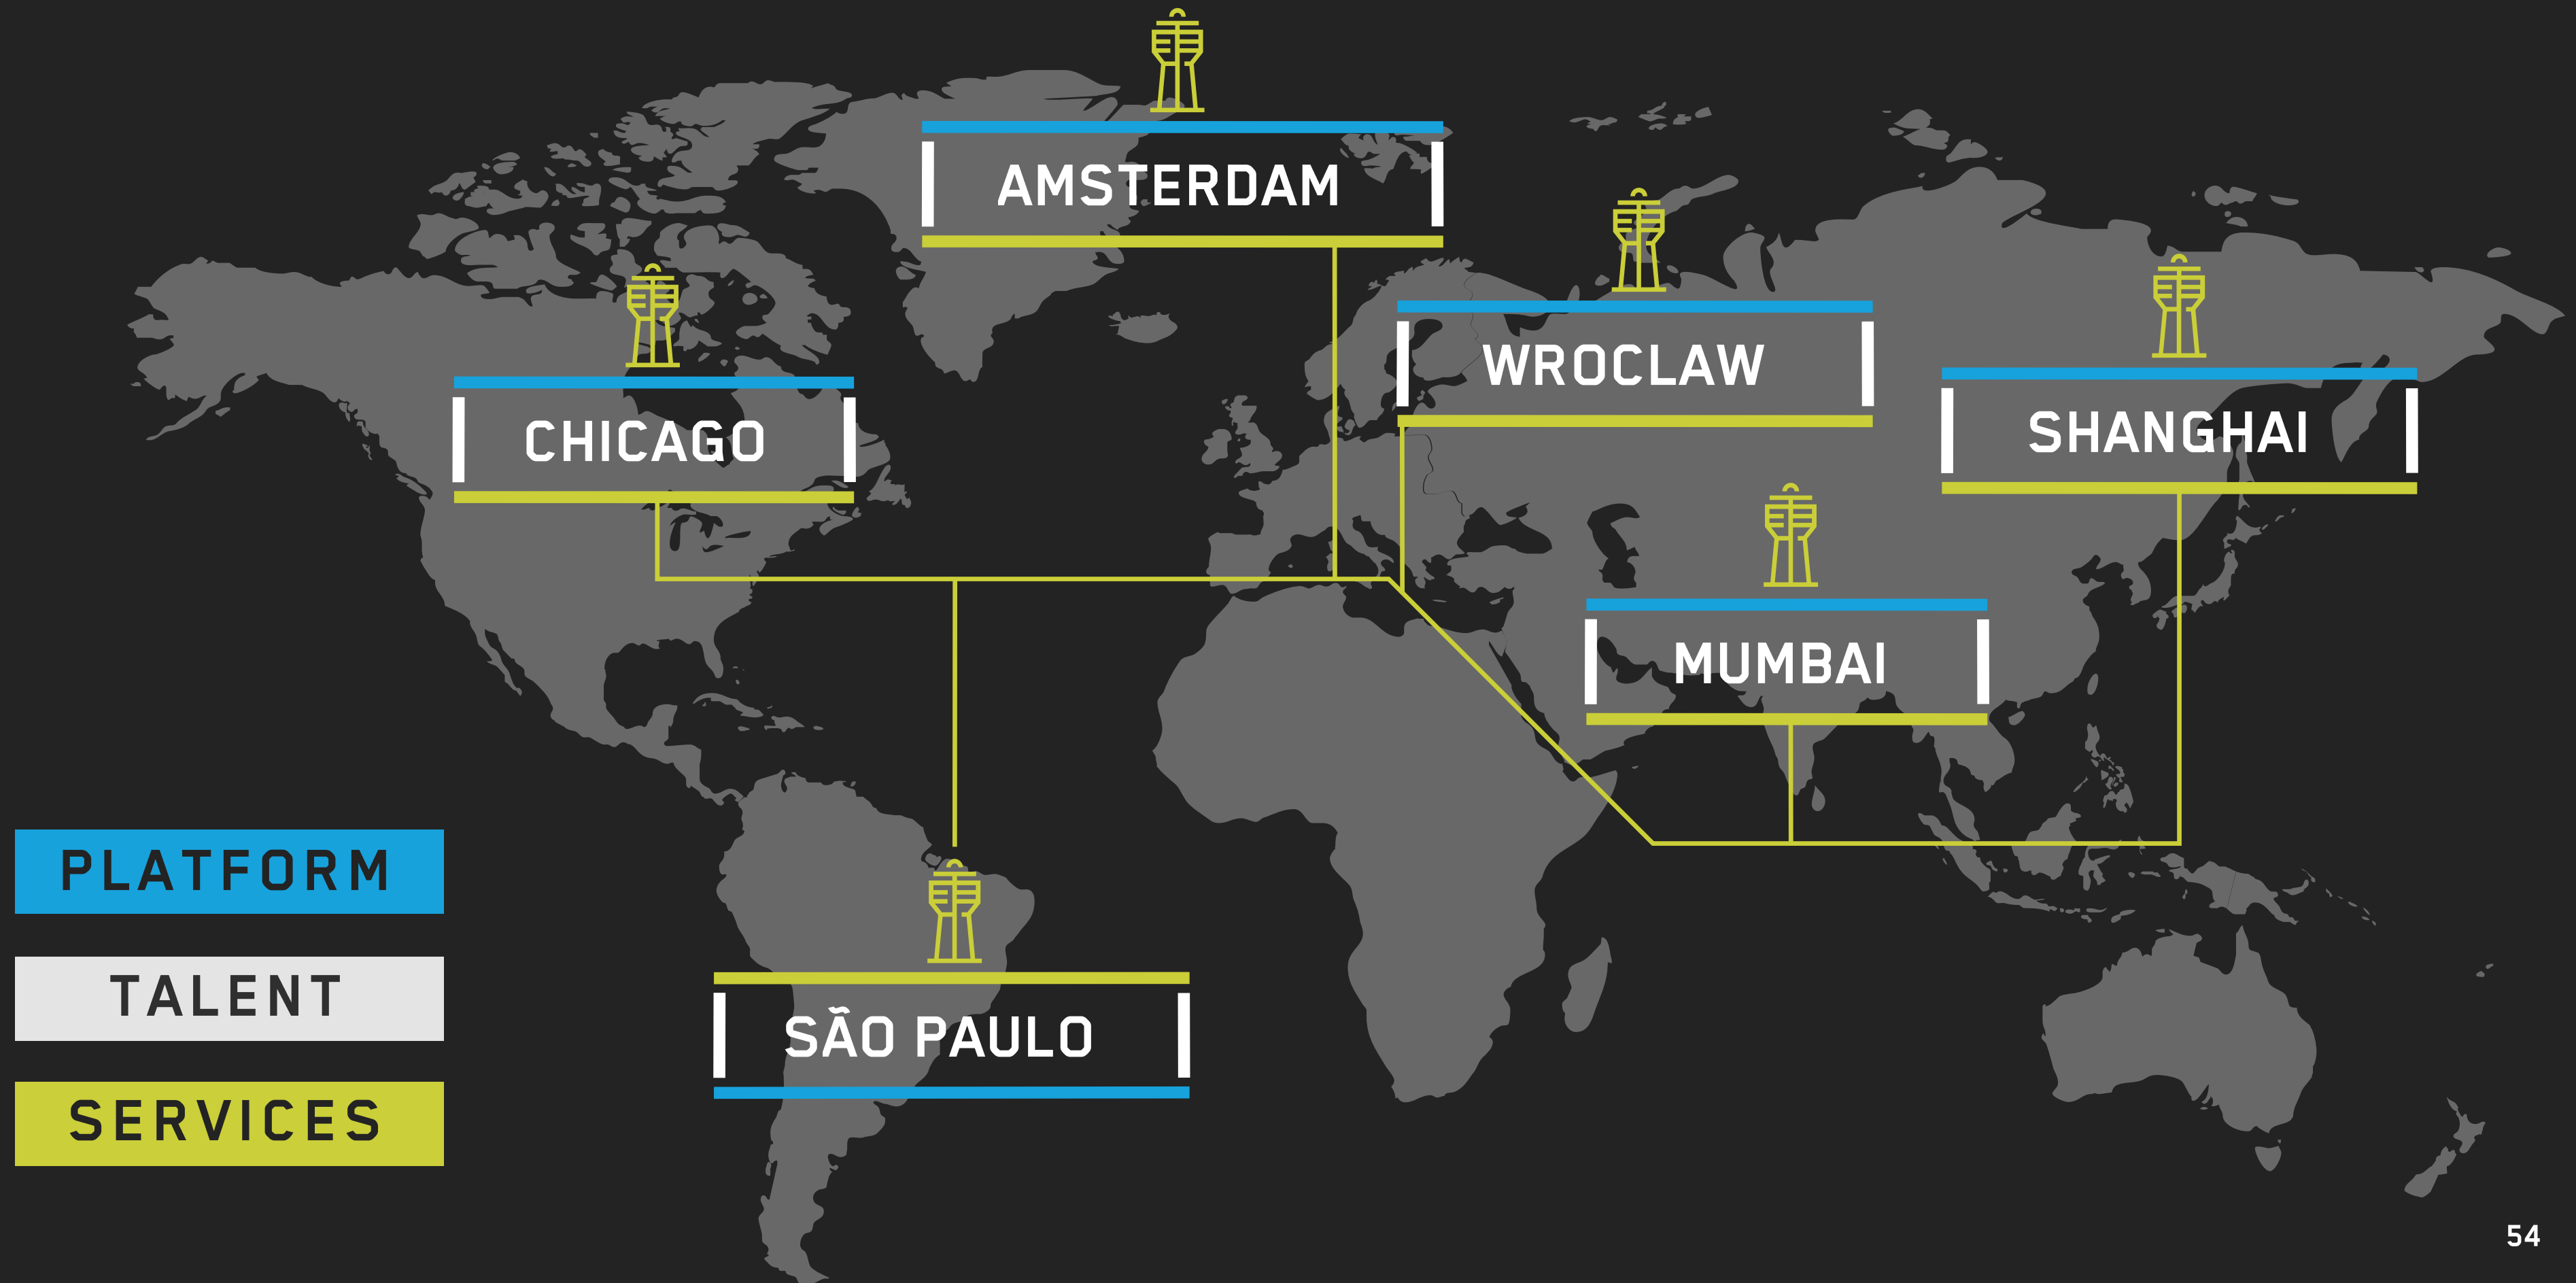 AMSTERDAM
WROCLAW
CHICAGO
SHANGHAI
MUMBAI
PLATFORM
TALENT
SÃO PAULO
SERVICES
54